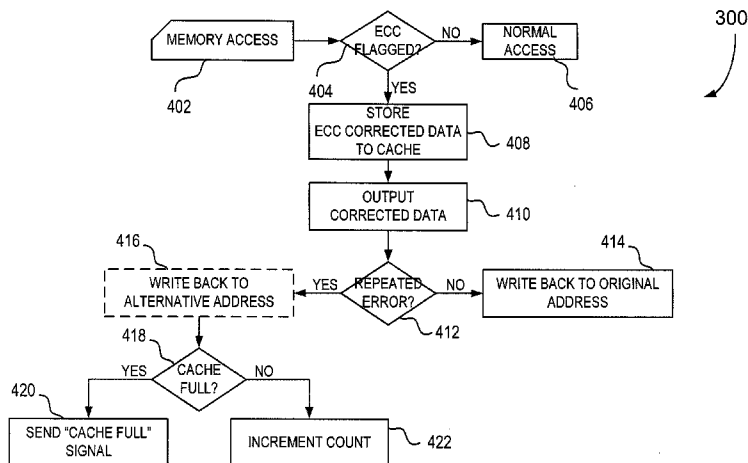 300
MEMORY ACCESS
402
ECC
FLAGGED?
404
NO
NORMAL
ACCESS
406
YES
STORE
ECC CORRECTED DATA
TO CACHE
408
OUTPUT
CORRECTED DATA
410
416
WRITE BACK TO
ALTERNATIVE ADDRESS
YES
REPEATED
ERROR?
412
NO
414
WRITE BACK TO ORIGINAL
ADDRESS
418
CACHE
FULL?
YES
NO
420
SEND "CACHE FULL"
SIGNAL
INCREMENT COUNT
422